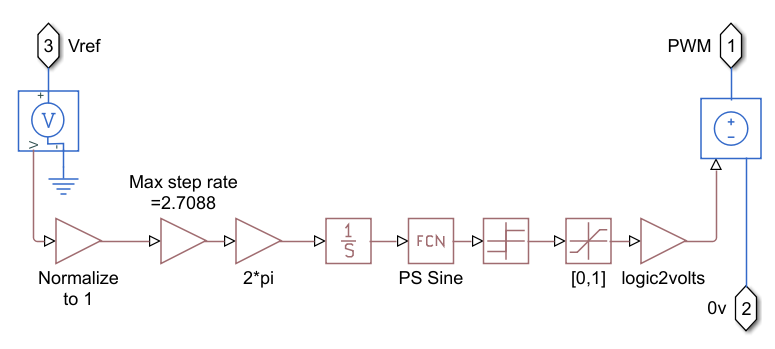 3 Vref
PWM 1
+
V
V
-
+
-
Max step rate
=2.7088
1
S
FCN
Normalize
to 1
2*pi
PS Sine
[0,1]
logic2volts
0v 2